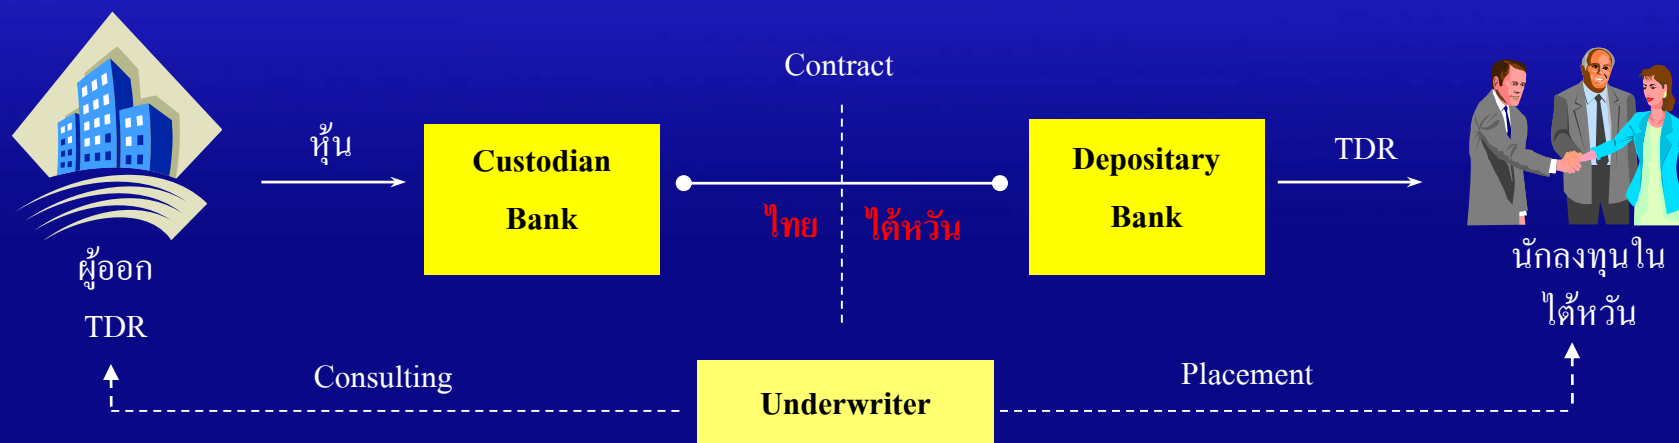 Contract
หุ้น
Custodian
Bank
Depositary
Bank
TDR
ไทย
ไต้หวัน
ผู้ออก
TDR
นักลงทุนใน
ไต้หวัน
Consulting
Underwriter
Placement